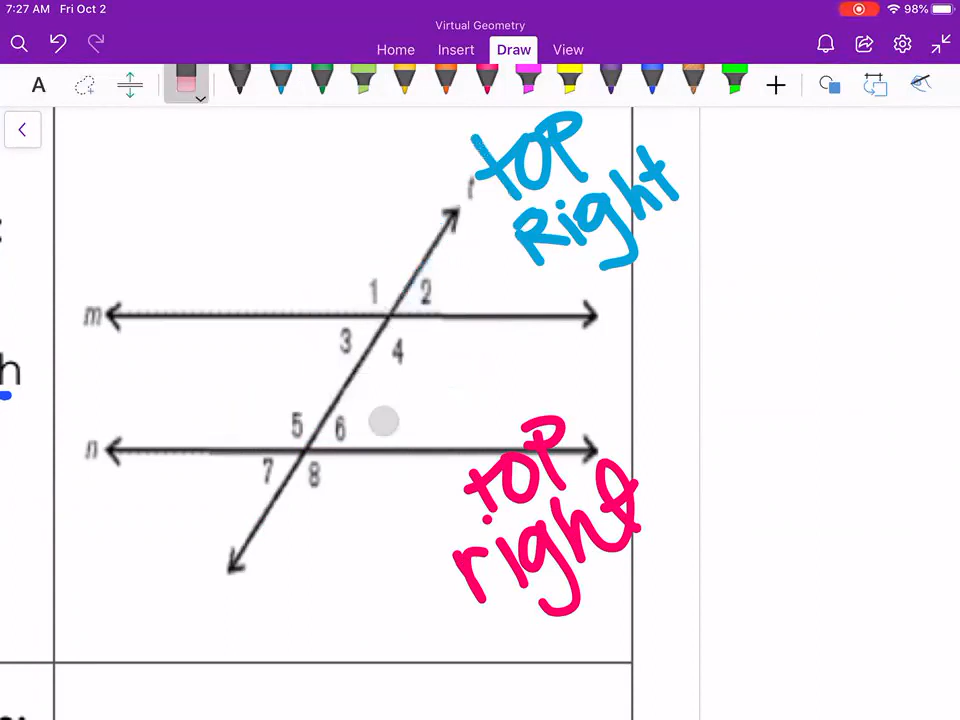 7:27 AM Fri Oct 2
98%
Virtual Geometry
Home Insert Draw View
A
top
Right
t
1 2
m
3 4
h
5 6
n
7 8
top
right